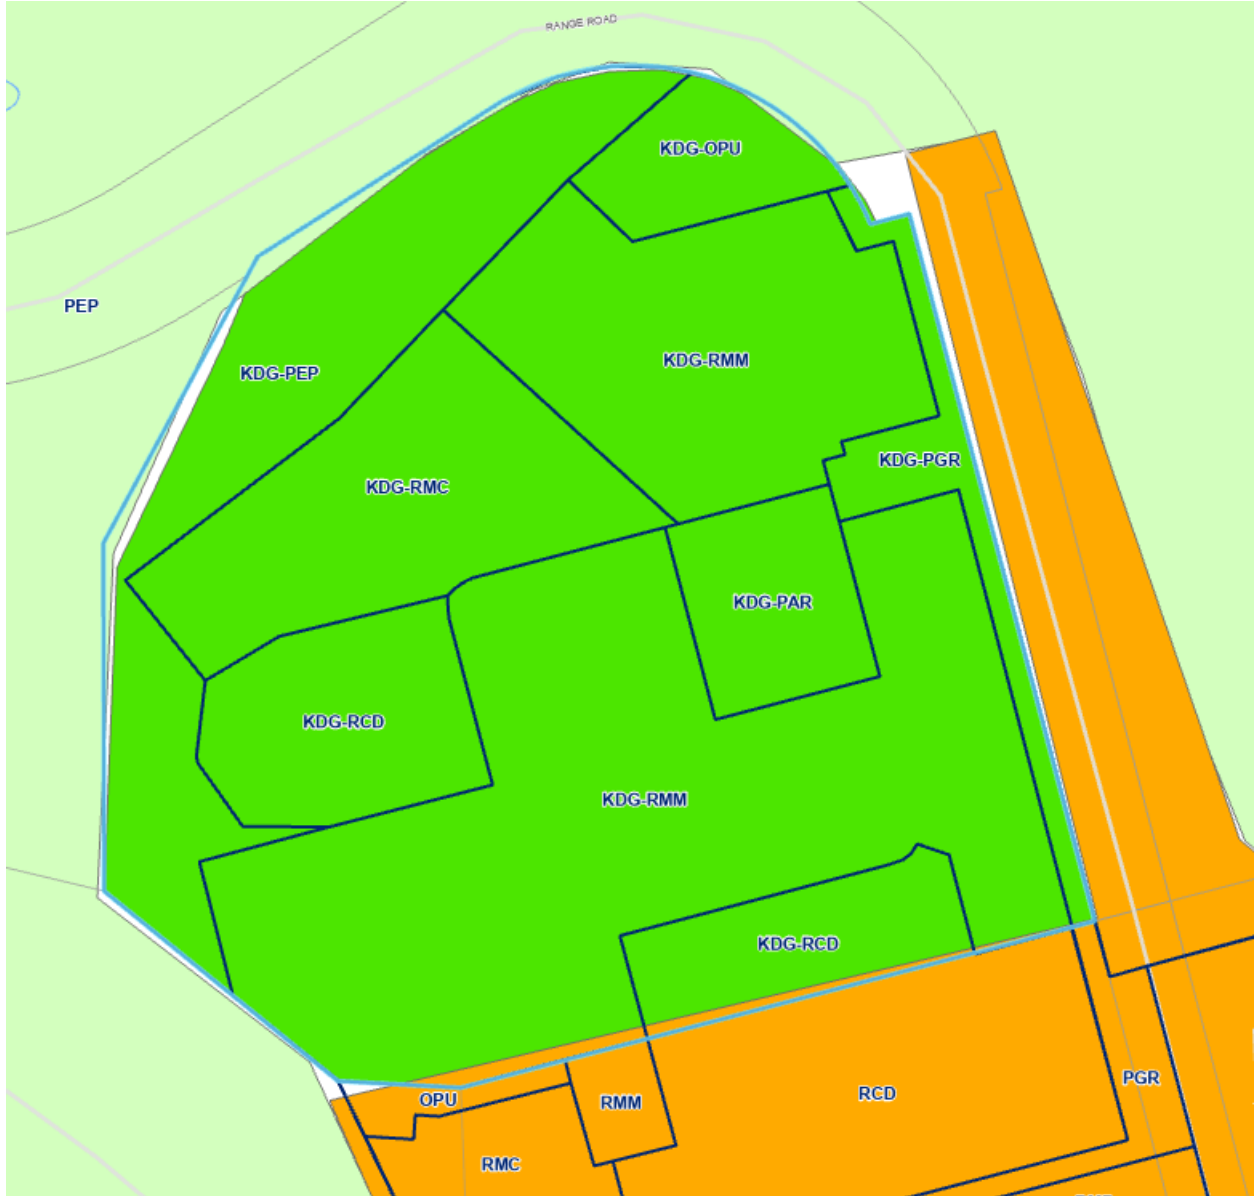 RANGE ROAD
KDG-OPU
PEP
KDG-RMM
KDG-PEP
KDG-PGR
KDG-RMC
KDG-PAR
KDG-RCD
KDG-RMM
KDG-RCD
PGR
RCD
OPU
RMM
RMC